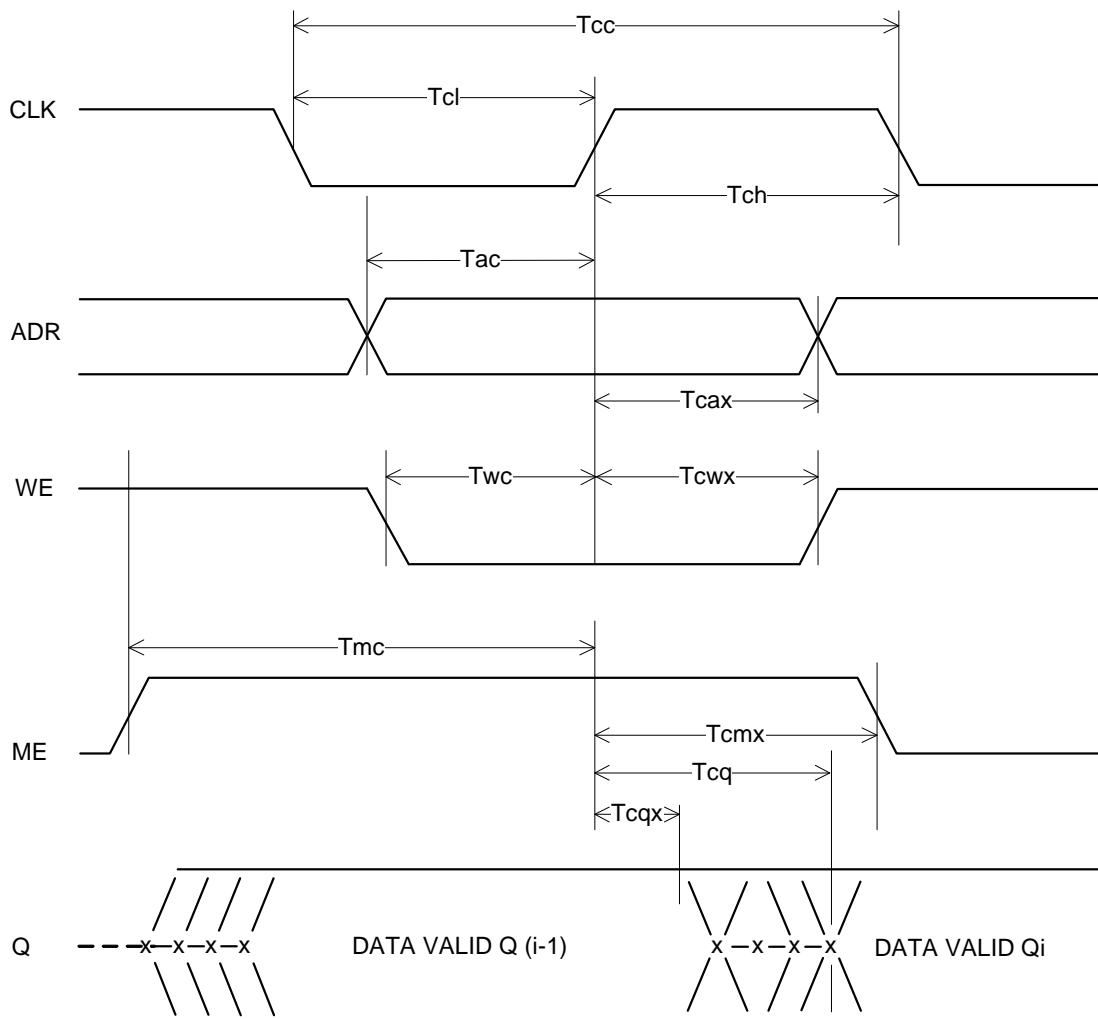 Tcc
Tcl
CLK
Tch
Tac
ADR
Tcax
WE
Twc
Tcwx
Tmc
Tcmx
ME
Tcq
Tcqx
Q
x x x x
DATA VALID Q (i-1)
x x x x
DATA VALID Qi